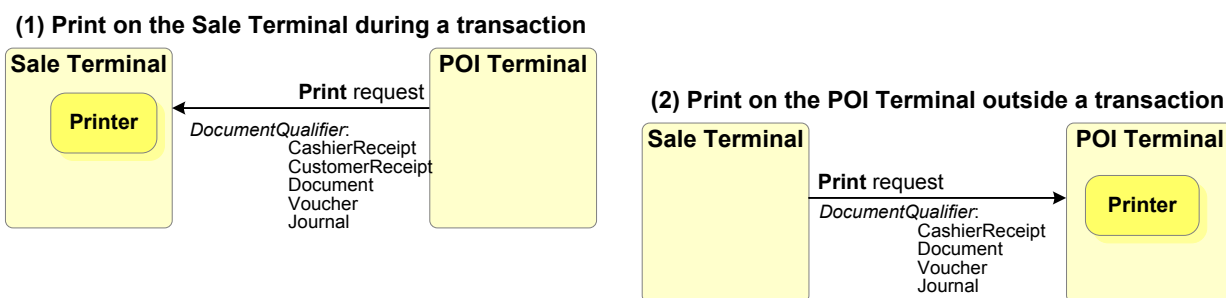 (1) Print on the Sale Terminal during a transaction
Sale Terminal
POI Terminal
Print request
Printer
DocumentQualifier:
CashierReceipt
CustomerReceipt
Document
Voucher
Journal
(2) Print on the POI Terminal outside a transaction
Sale Terminal
POI Terminal
Print request
Printer
DocumentQualifier:
CashierReceipt
Document
Voucher
Journal